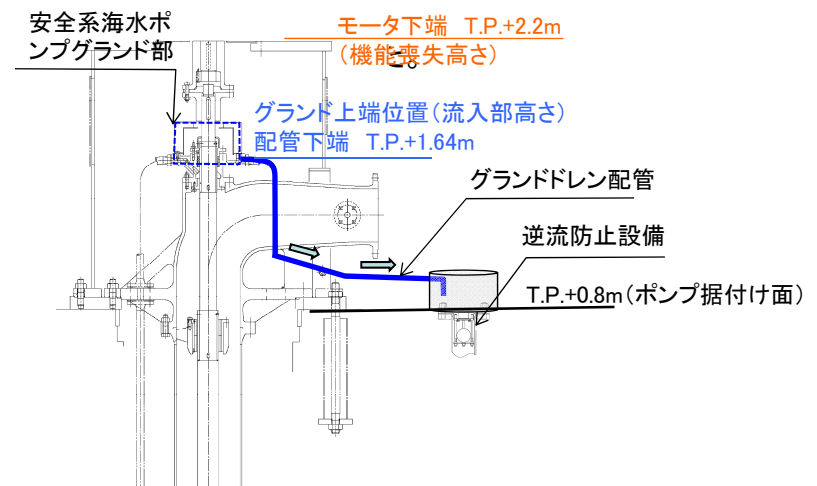 安全系海水ポ
ンプグランド部
モータ下端 T.P.+2.2m
(機能喪失高さ)
む。
グランド上端位置(流入部高さ)
配管下端 T.P.+1.64m
グランドドレン配管
逆流防止設備
T.P.+0.8m(ポンプ据付け面)